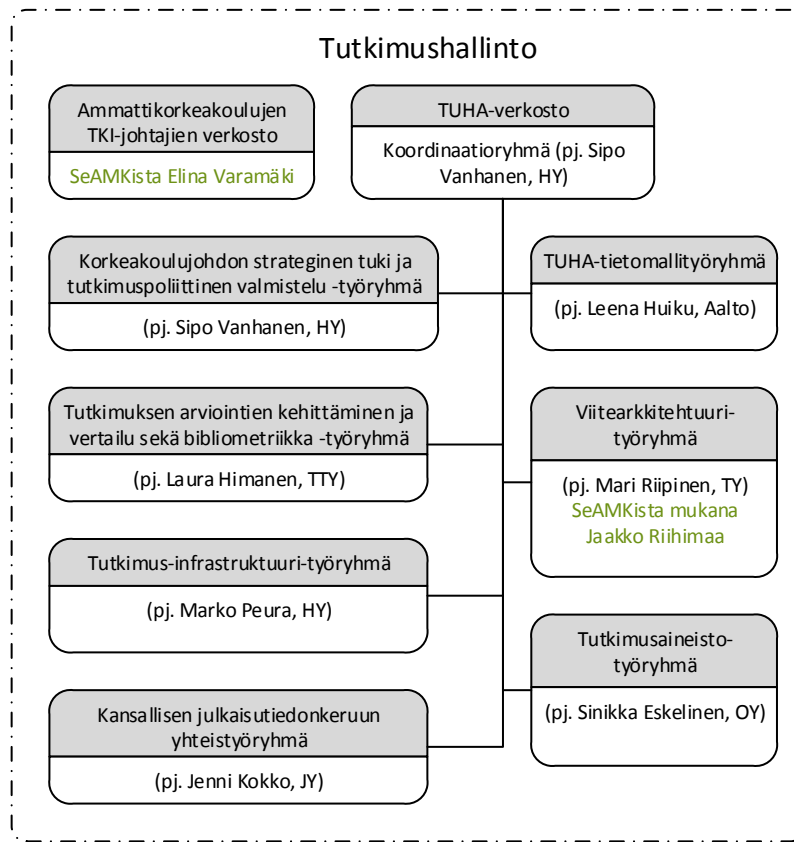 Tutkimushallinto
Ammattikorkeakoulujen
TKI-johtajien verkosto
SeAMKista Elina Varamäki
TUHA-verkosto
Koordinaatioryhmä (pj. Sipo
Vanhanen, HY)
Korkeakoulujohdon strateginen tuki ja
tutkimuspoliittinen valmistelu -työryhmä
(pj. Sipo Vanhanen, HY)
TUHA-tietomallityöryhmä
(pj. Leena Huiku, Aalto)
Tutkimuksen arviointien kehittäminen ja
vertailu sekä bibliometriikka -työryhmä
(pj. Laura Himanen, TTY)
Viitearkkitehtuuri-
työryhmä
(pj. Mari Riipinen, TY)
SeAMKista mukana
Jaakko Riihimaa
Tutkimus-infrastruktuuri-työryhmä
(pj. Marko Peura, HY)
Tutkimusaineisto-
työryhmä
(pj. Sinikka Eskelinen, OY)
Kansallisen julkaisutiedonkeruun
yhteistyöryhmä
(pj. Jenni Kokko, JY)